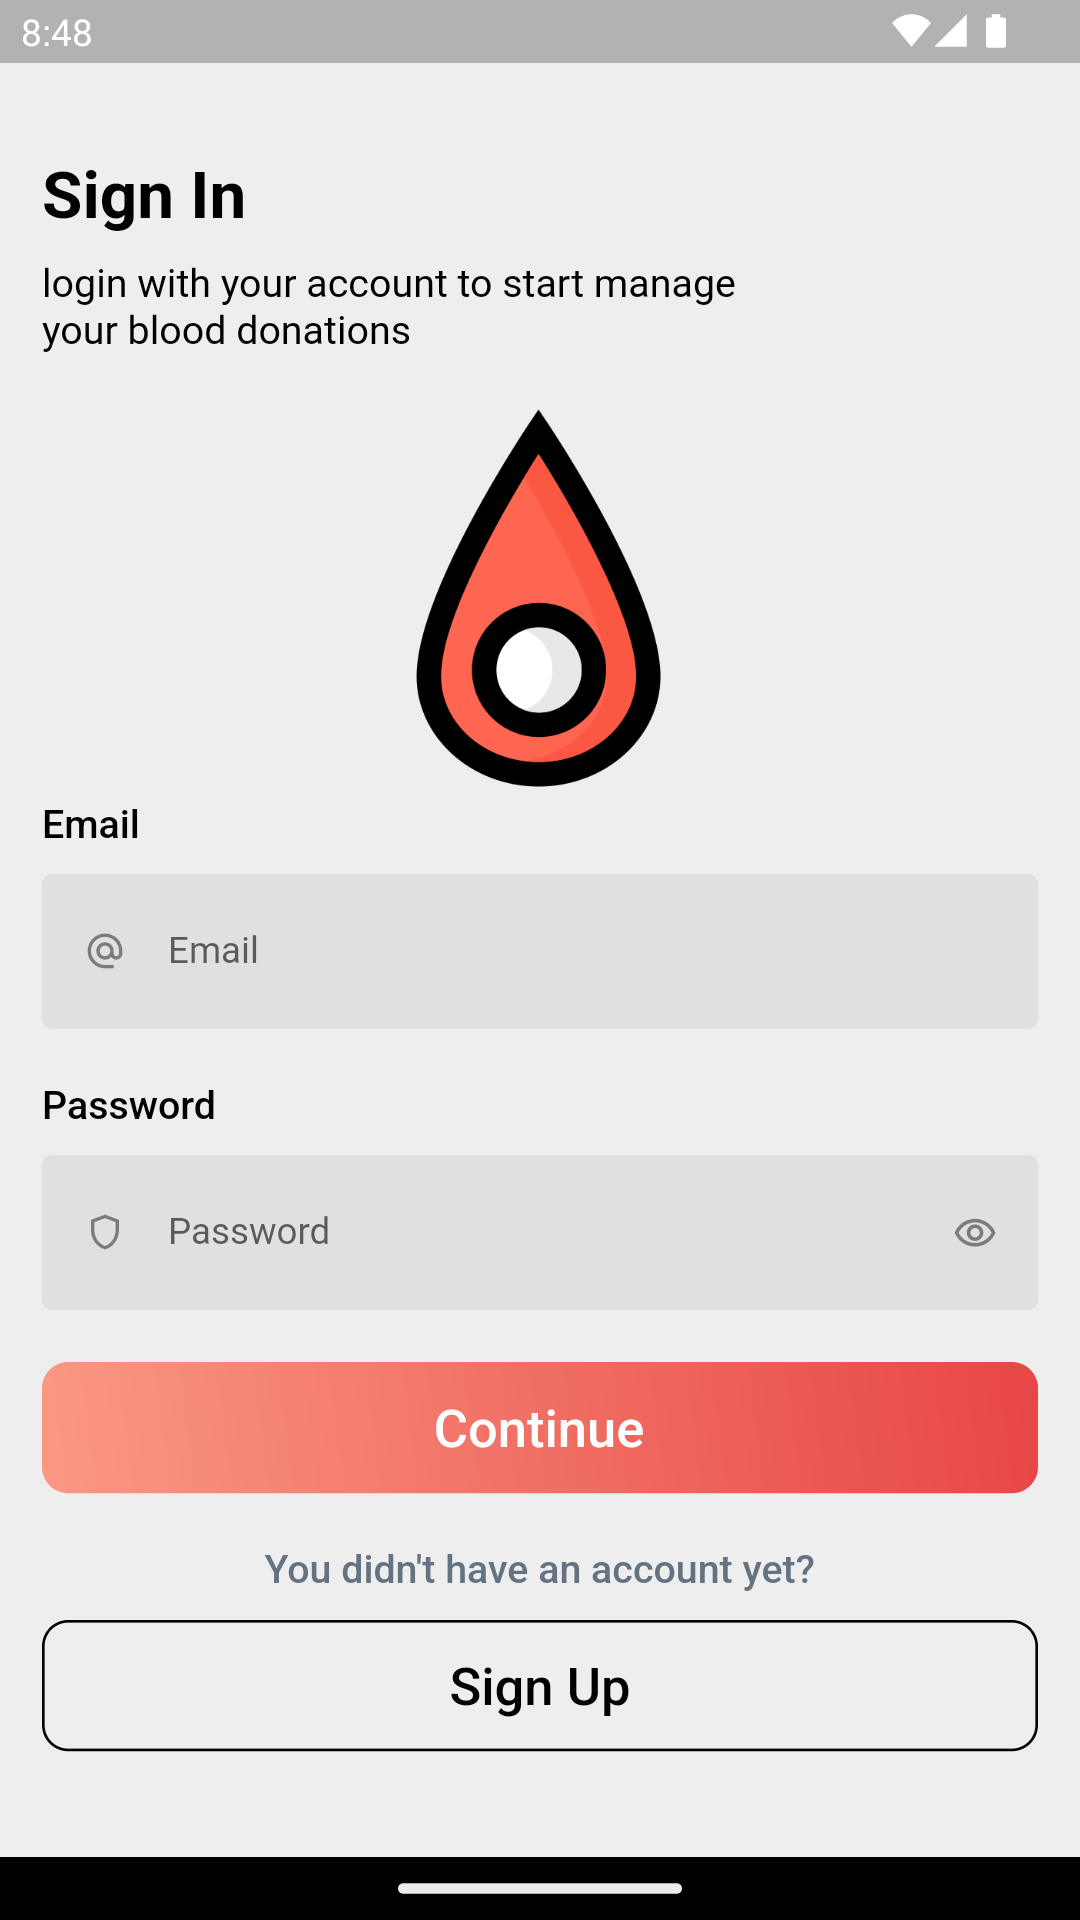 8:48
Sign In
login with your account to start manage
your blood donations
Email
Email
Password
Password
Continue
You didn't have an account yet?
Sign Up